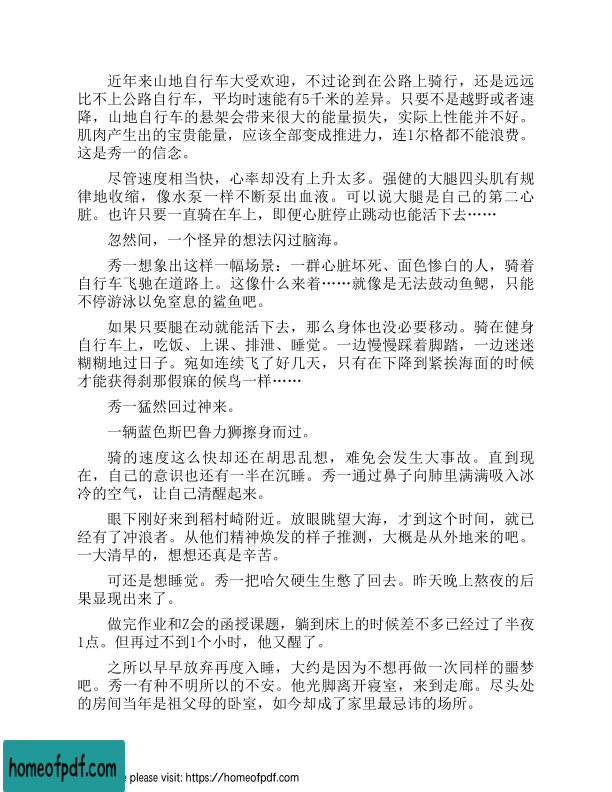 近年来山地自行车大受欢迎，不过论到在公路上骑行，还是远远
比不上公路自行车，平均时速能有5千米的差异。只要不是越野或者速
降，山地自行车的悬架会带来很大的能量损失，实际上性能并不好。
肌肉产生出的宝贵能量，应该全部变成推进力，连1尔格都不能浪费。
这是秀一的信念。
尽管速度相当快，心率却没有上升太多。强健的大腿四头肌有规
律地收缩，像水泵一样不断泵出血液。可以说大腿是自己的第二心
脏。也许只要一直骑在车上，即便心脏停止跳动也能活下去……
忽然间，一个怪异的想法闪过脑海。
秀一想象出这样一幅场景：一群心脏坏死、面色惨白的人，骑着
自行车飞驰在道路上。这像什么来着……就像是无法鼓动鱼鳃，只能
不停游泳以免窒息的鲨鱼吧。
如果只要腿在动就能活下去，那么身体也没必要移动。骑在健身
自行车上，吃饭、上课、排泄、睡觉。一边慢慢踩着脚踏，一边迷迷
糊糊地过日子。宛如连续飞了好几天，只有在下降到紧挨海面的时候
才能获得刹那假寐的候鸟一样……
秀一猛然回过神来。
一辆蓝色斯巴鲁力狮擦身而过。
骑的速度这么快却还在胡思乱想，难免会发生大事故。直到现
在，自己的意识也还有一半在沉睡。秀一通过鼻子向肺里满满吸入冰
冷的空气，让自己清醒起来。
眼下刚好来到稻村崎附近。放眼眺望大海，才到这个时间，就已
经有了冲浪者。从他们精神焕发的样子推测，大概是从外地来的吧。
一大清早的，想想还真是辛苦。
可还是想睡觉。秀一把哈欠硬生生憋了回去。昨天晚上熬夜的后
果显现出来了。
做完作业和Z会的函授课题，躺到床上的时候差不多已经过了半夜
1点。但再过不到1个小时，他又醒了。
之所以早早放弃再度入睡，大约是因为不想再做一次同样的噩梦
吧。秀一有种不明所以的不安。他光脚离开寝室，来到走廊。尽头处
的房间当年是祖父母的卧室，如今却成了家里最忌讳的场所。
homeofpdf.com
e please visit: https://homeofpdf.com